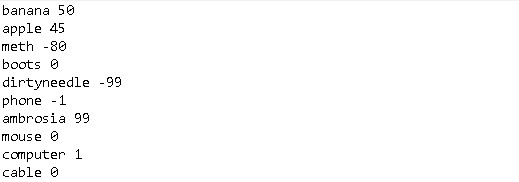 banana 50
apple 45
meth -80
boots 0
dirtyneedle -99
phone -1
ambrosia 99
mouse 0
computer 1
cable 0